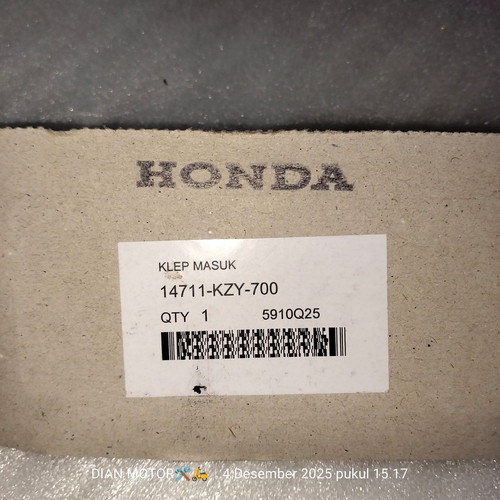 HONDA
KLEP MASUK
14711-KZY-700
QTY 1 5910Q25
DIAN MOTOR🛠️🛵 4 Desember 2025 pukul 15.17